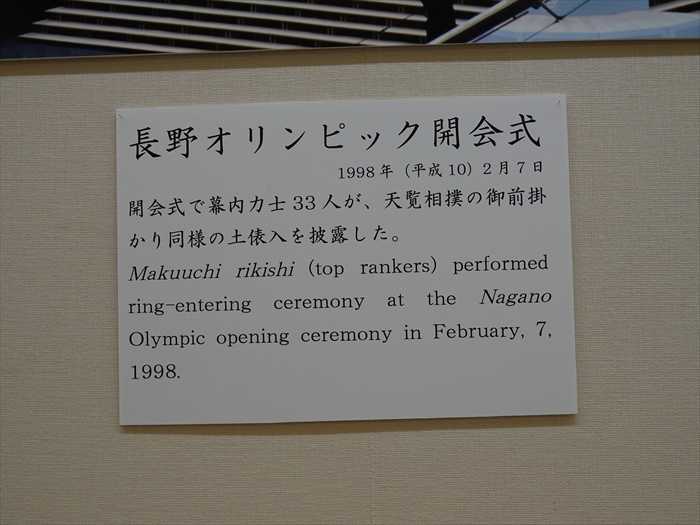 長野オリンピック開会式
1998年（平成10）2月7日
開会式で幕内力士33人が、天覧相撲の御前掛
かり同様の土俵入を披露した。
Makuuchi rikishi (top rankers) performed
ring-entering ceremony at the Nagano
Olympic opening ceremony in February, 7,
1998.